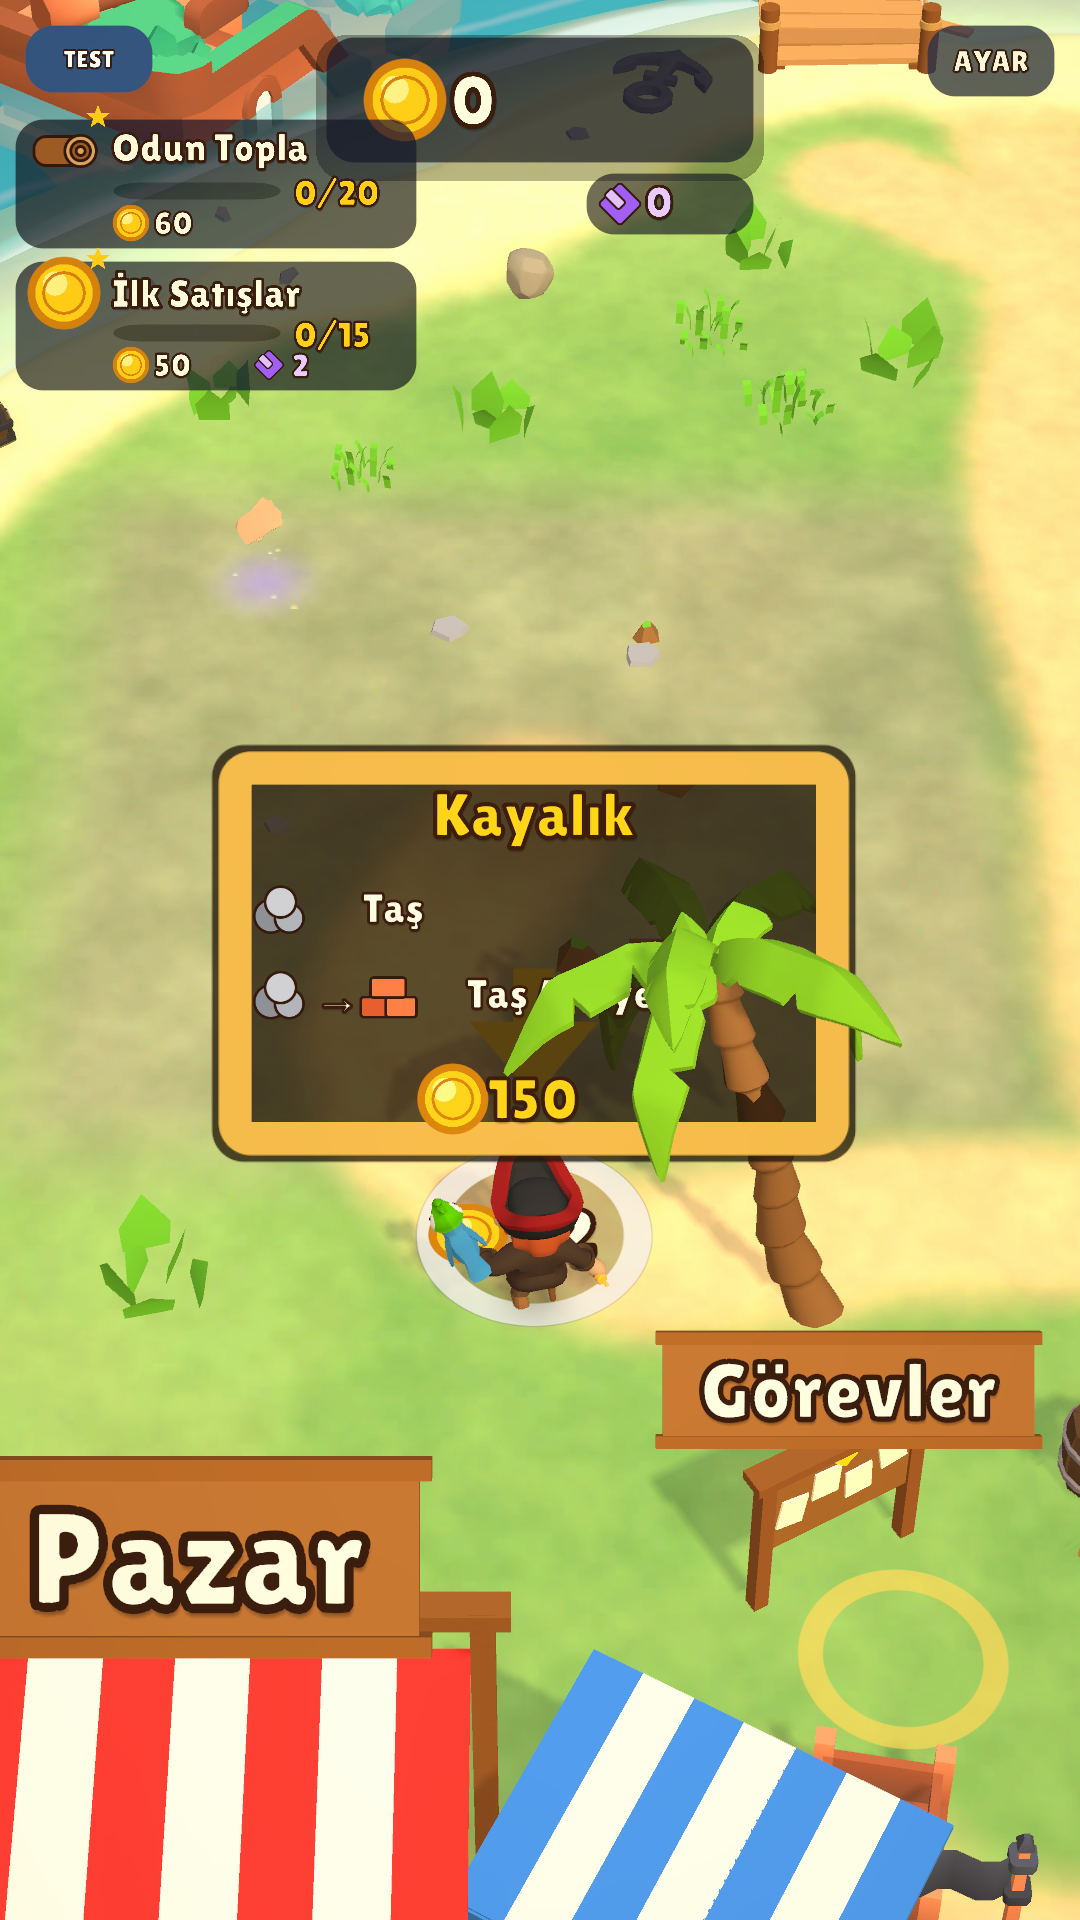 TEST
0
AYAR
Odun Topla
0/20
60
0
İlk Satışlar
0/15
50
2
Kayalık
Taş
→
Taş
150
Görevler
Pazar